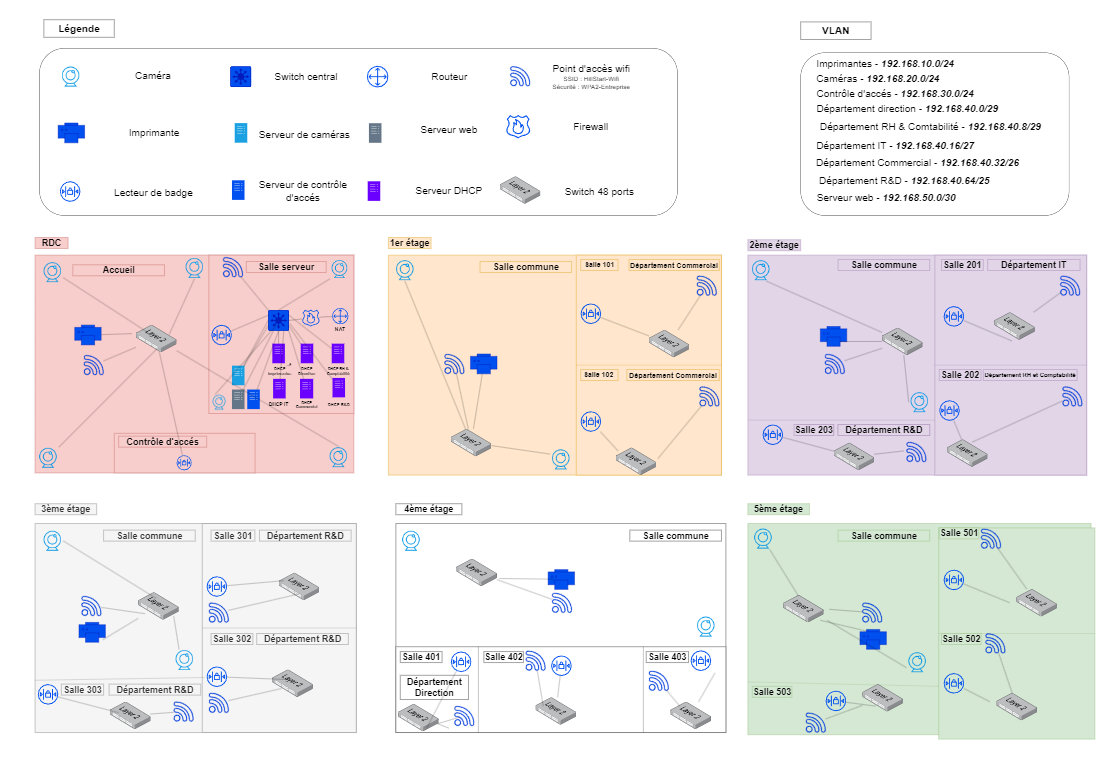 Légende
Caméra
Switch central
Routeur
Point d'accès wifi
SSID : HillStart-Wifi
Sécurité : WPA2-Entreprise
Imprimante
Serveur de caméras
Serveur web
Firewall
Lecteur de badge
Serveur de contrôle
d'accés
Serveur DHCP
Layer 2
Switch 48 ports
VLAN
Imprimantes - 192.168.10.0/24
Caméras - 192.168.20.0/24
Contrôle d'accés - 192.168.30.0/24
Département direction - 192.168.40.0/29
Département RH & Comtabilité - 192.168.40.8/29
Département IT - 192.168.40.16/27
Département Commercial - 192.168.40.32/26
Département R&D - 192.168.40.64/25
Serveur web - 192.168.50.0/30
RDC
Accueil
Salle serveur
Layer 2
NAT
DHCP IT
DHCP R&D
Contrôle d'accés
1er étage
Salle commune
Salle 101
Département Commercial
Layer 2
Salle 102
Département Commercial
Layer 2
Layer 2
2ème étage
Salle commune
Salle 201
Département IT
Layer 2
Layer 2
Salle 202
Département RH et Comptabilité
Salle 203
Département R&D
Layer 2
Layer 2
3ème étage
Salle commune
Salle 301
Département R&D
Layer 2
Layer 2
Salle 302
Département R&D
Layer 2
Salle 303
Département R&D
Layer 2
4ème étage
Salle commune
Layer 2
Salle 401
Département
Direction
Layer 2
Salle 402
Layer 2
Salle 403
Layer 2
5ème étage
Salle commune
Salle 501
Layer 2
Layer 2
Salle 502
Layer 2
Salle 503
Layer 2